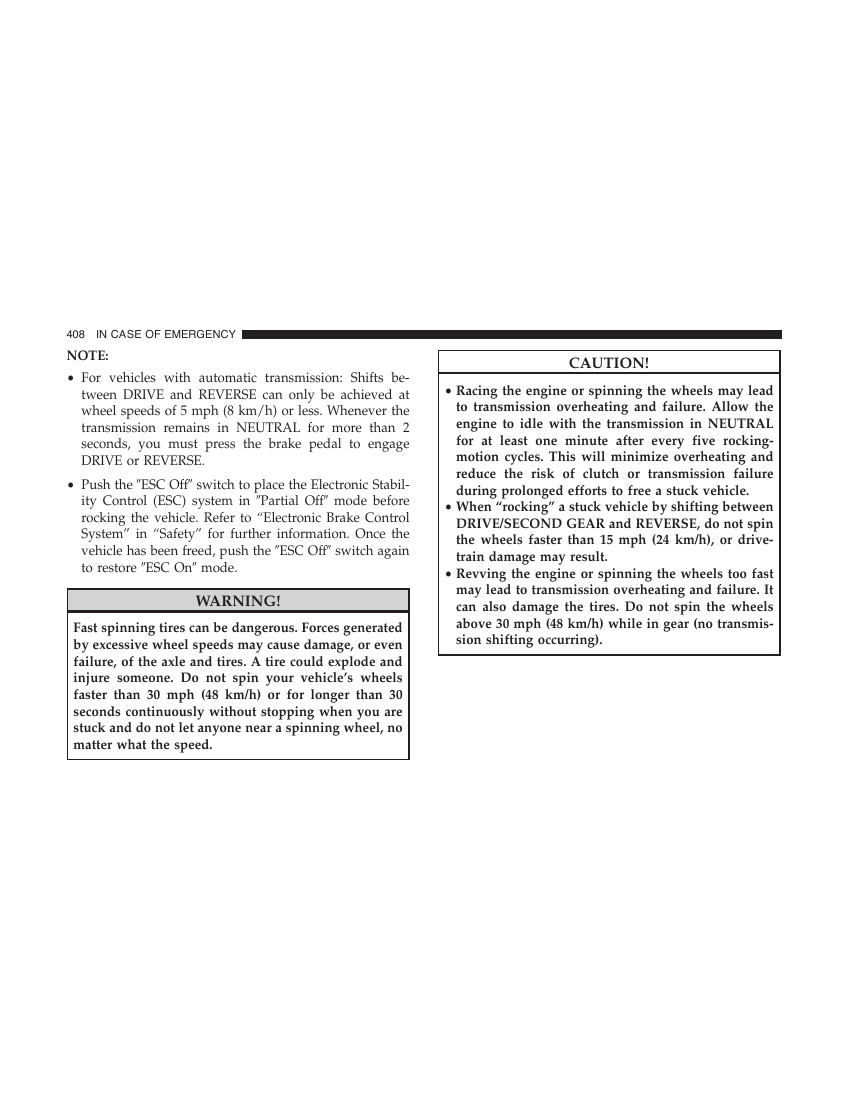 408 IN CASE OF EMERGENCY
NOTE:
• For vehicles with automatic transmission: Shifts be-
tween DRIVE and REVERSE can only be achieved at
wheel speeds of 5 mph (8 km/h) or less. Whenever the
transmission remains in NEUTRAL for more than 2
seconds, you must press the brake pedal to engage
DRIVE or REVERSE.
• Push the ″ESC Off″ switch to place the Electronic Stabil-
ity Control (ESC) system in ″Partial Off″ mode before
rocking the vehicle. Refer to “Electronic Brake Control
System” in “Safety” for further information. Once the
vehicle has been freed, push the ″ESC Off″ switch again
to restore ″ESC On″ mode.
WARNING!
Fast spinning tires can be dangerous. Forces generated
by excessive wheel speeds may cause damage, or even
failure, of the axle and tires. A tire could explode and
injure someone. Do not spin your vehicle’s wheels
faster than 30 mph (48 km/h) or for longer than 30
seconds continuously without stopping when you are
stuck and do not let anyone near a spinning wheel, no
matter what the speed.
CAUTION!
• Racing the engine or spinning the wheels may lead
to transmission overheating and failure. Allow the
engine to idle with the transmission in NEUTRAL
for at least one minute after every five rocking-
motion cycles. This will minimize overheating and
reduce the risk of clutch or transmission failure
during prolonged efforts to free a stuck vehicle.
• When “rocking” a stuck vehicle by shifting between
DRIVE/SECOND GEAR and REVERSE, do not spin
the wheels faster than 15 mph (24 km/h), or drive-
train damage may result.
• Revving the engine or spinning the wheels too fast
may lead to transmission overheating and failure. It
can also damage the tires. Do not spin the wheels
above 30 mph (48 km/h) while in gear (no transmis-
sion shifting occurring).